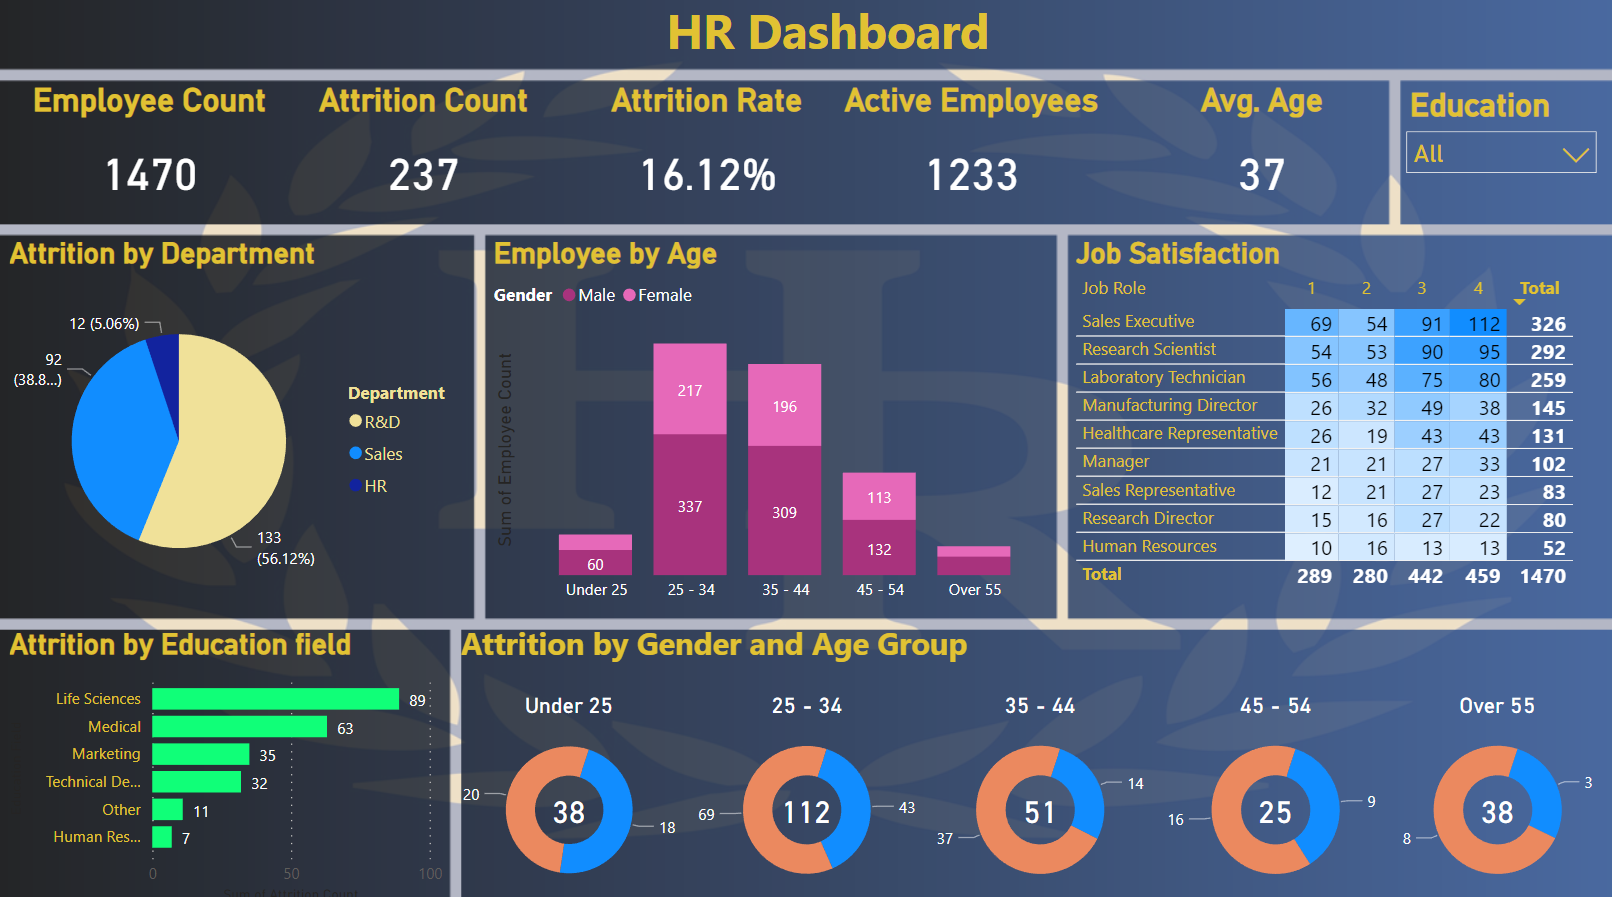 HR Dashboard
Employee Count
Attrition Count
Attrition Rate
Active Employees
Avg. Age
1470
237
16.12%
1233
37
Education
All
Attrition by Department
12 (5.06%)
92
(38.8...)
133
(56.12%)
Department
R&D
Sales
HR
Employee by Age
Gender Male Female
Sum of Employee Count
217
337
196
309
113
132
60
Under 25
25 - 34
35 - 44
45 - 54
Over 55
Job Satisfaction
Job Role 1 2 3 4 Total
Sales Executive 69 54 91 112 326
Research Scientist 54 53 90 95 292
Laboratory Technician 56 48 75 80 259
Manufacturing Director 26 32 49 38 145
Healthcare Representative 26 19 43 43 131
Manager 21 21 27 33 102
Sales Representative 12 21 27 23 83
Research Director 15 16 27 22 80
Human Resources 10 16 13 13 52
Total 289 280 442 459 1470
Attrition by Education field
Life Sciences 89
Medical 63
Marketing 35
Technical De... 32
Other 11
Human Res... 7
0 50 100
Sum of Attrition Count
Attrition by Gender and Age Group
Under 25
20
38
18
25 - 34
69
112
43
35 - 44
14
51
37
45 - 54
9
25
16
Over 55
3
38
8
HR